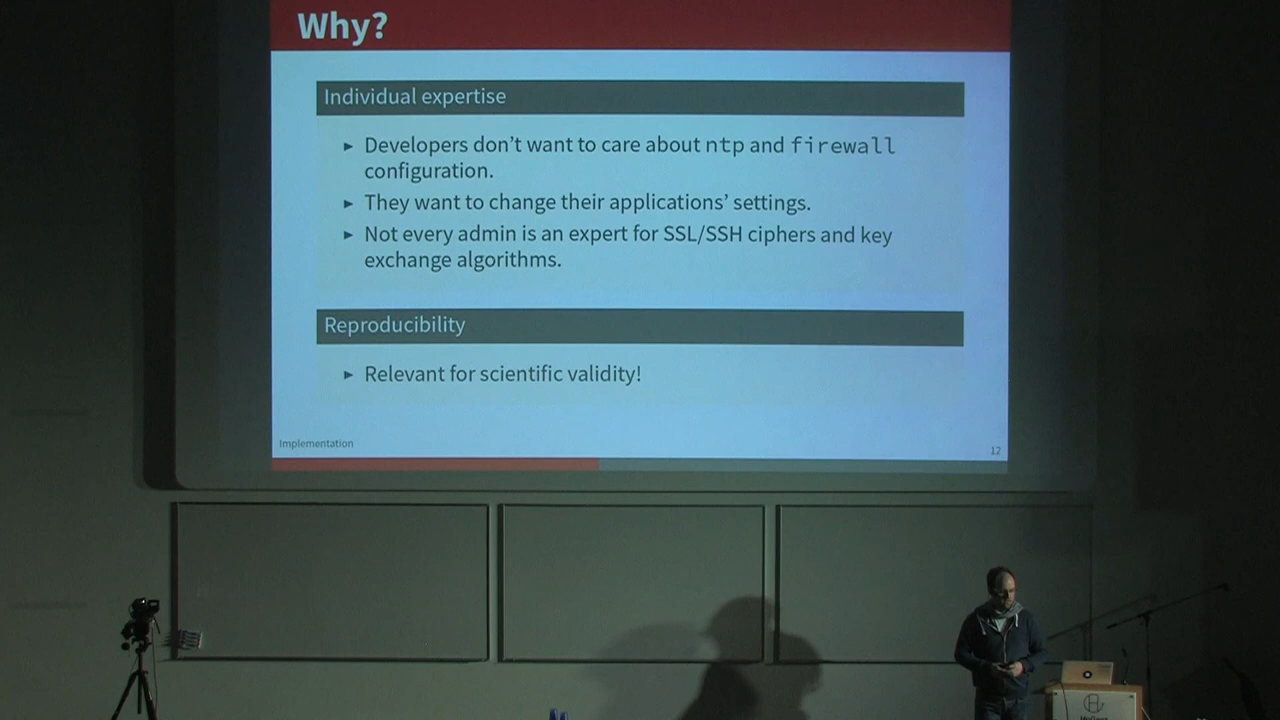 Why?
Individual expertise
▸ Developers don't want to care about ntp and firewall
configuration.
▸ They want to change their applications' settings.
▸ Not every admin is an expert for SSL/SSH ciphers and key
exchange algorithms.
Reproducibility
▸ Relevant for scientific validity!
Implementation
12